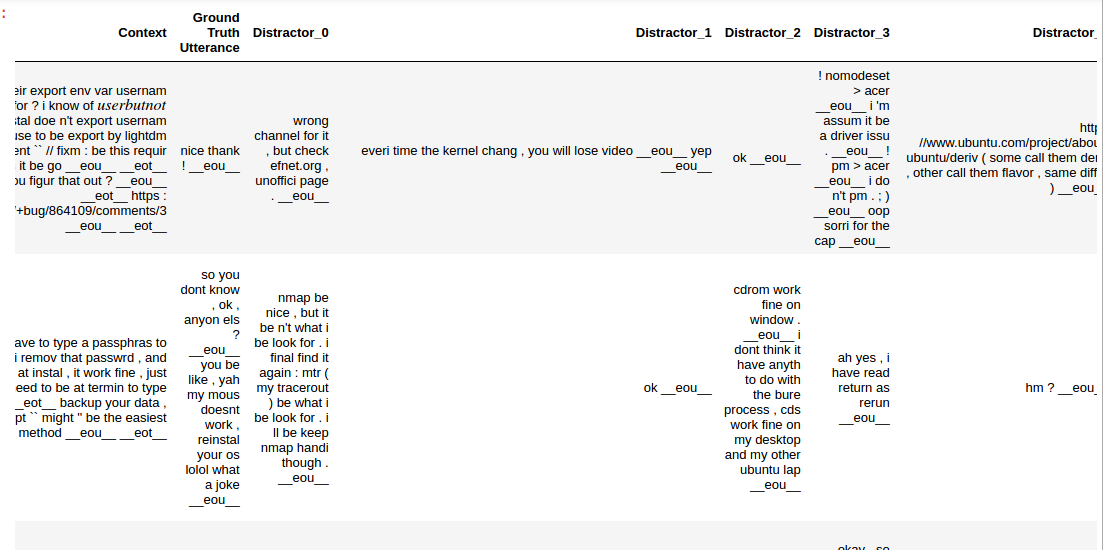 :
Context
Ground
Truth
Utterance
Distractor_0
Distractor_1
Distractor_2
Distractor_3
Distractor_
export env var usernam
for ? i know of userbutnot
doe n't export usernam
to be export by lightdm
`` // fixm : be this requir
it be go __eou__ __eot__
figur that out ? __eou__
__eot__ https :
/+bug/864109/comments/3
__eou__ __eot__
nice thank
! __eou__
wrong
channel for it
, but check
efnet.org ,
unoffici page
. __eou__
everi time the kernel chang , you will lose video __eou__ yep
__eou__
ok __eou__
! nomodeset
> acer
__eou__ i 'm
assum it be
a driver issu
. __eou__ !
pm > acer
__eou__ i do
n't pm . ; )
__eou__ oop
sorri for the
cap __eou__
//www.ubuntu.com/project/abou
ubuntu/deriv ( some call them
, other call them flavor , same diff
) __eou_
to type a passphras to
i remov that passwrd , and
at instal , it work fine , just
to be at termin to type
_eot__ backup your data ,
`` might " be the easiest
method __eou__ __eot__
so you
dont know
, ok ,
anyon els
?
__eou__
you be
like , yah
my mous
doesnt
work ,
reinstal
your os
lolol what
a joke
__eou__
nmap be
nice , but it
be n't what i
be look for . i
final find it
again : mtr (
my tracerout
) be what i
be look for . i
ll be keep
nmap handi
though .
__eou__
ok __eou__
cdrom work
fine on
window .
__eou__ i
dont think it
have anyth
to do with
the bure
process , cds
work fine on
my desktop
and my other
ubuntu lap
__eou__
ah yes , i
have read
return as
rerun
__eou__
hm ? __eou_
okay , so